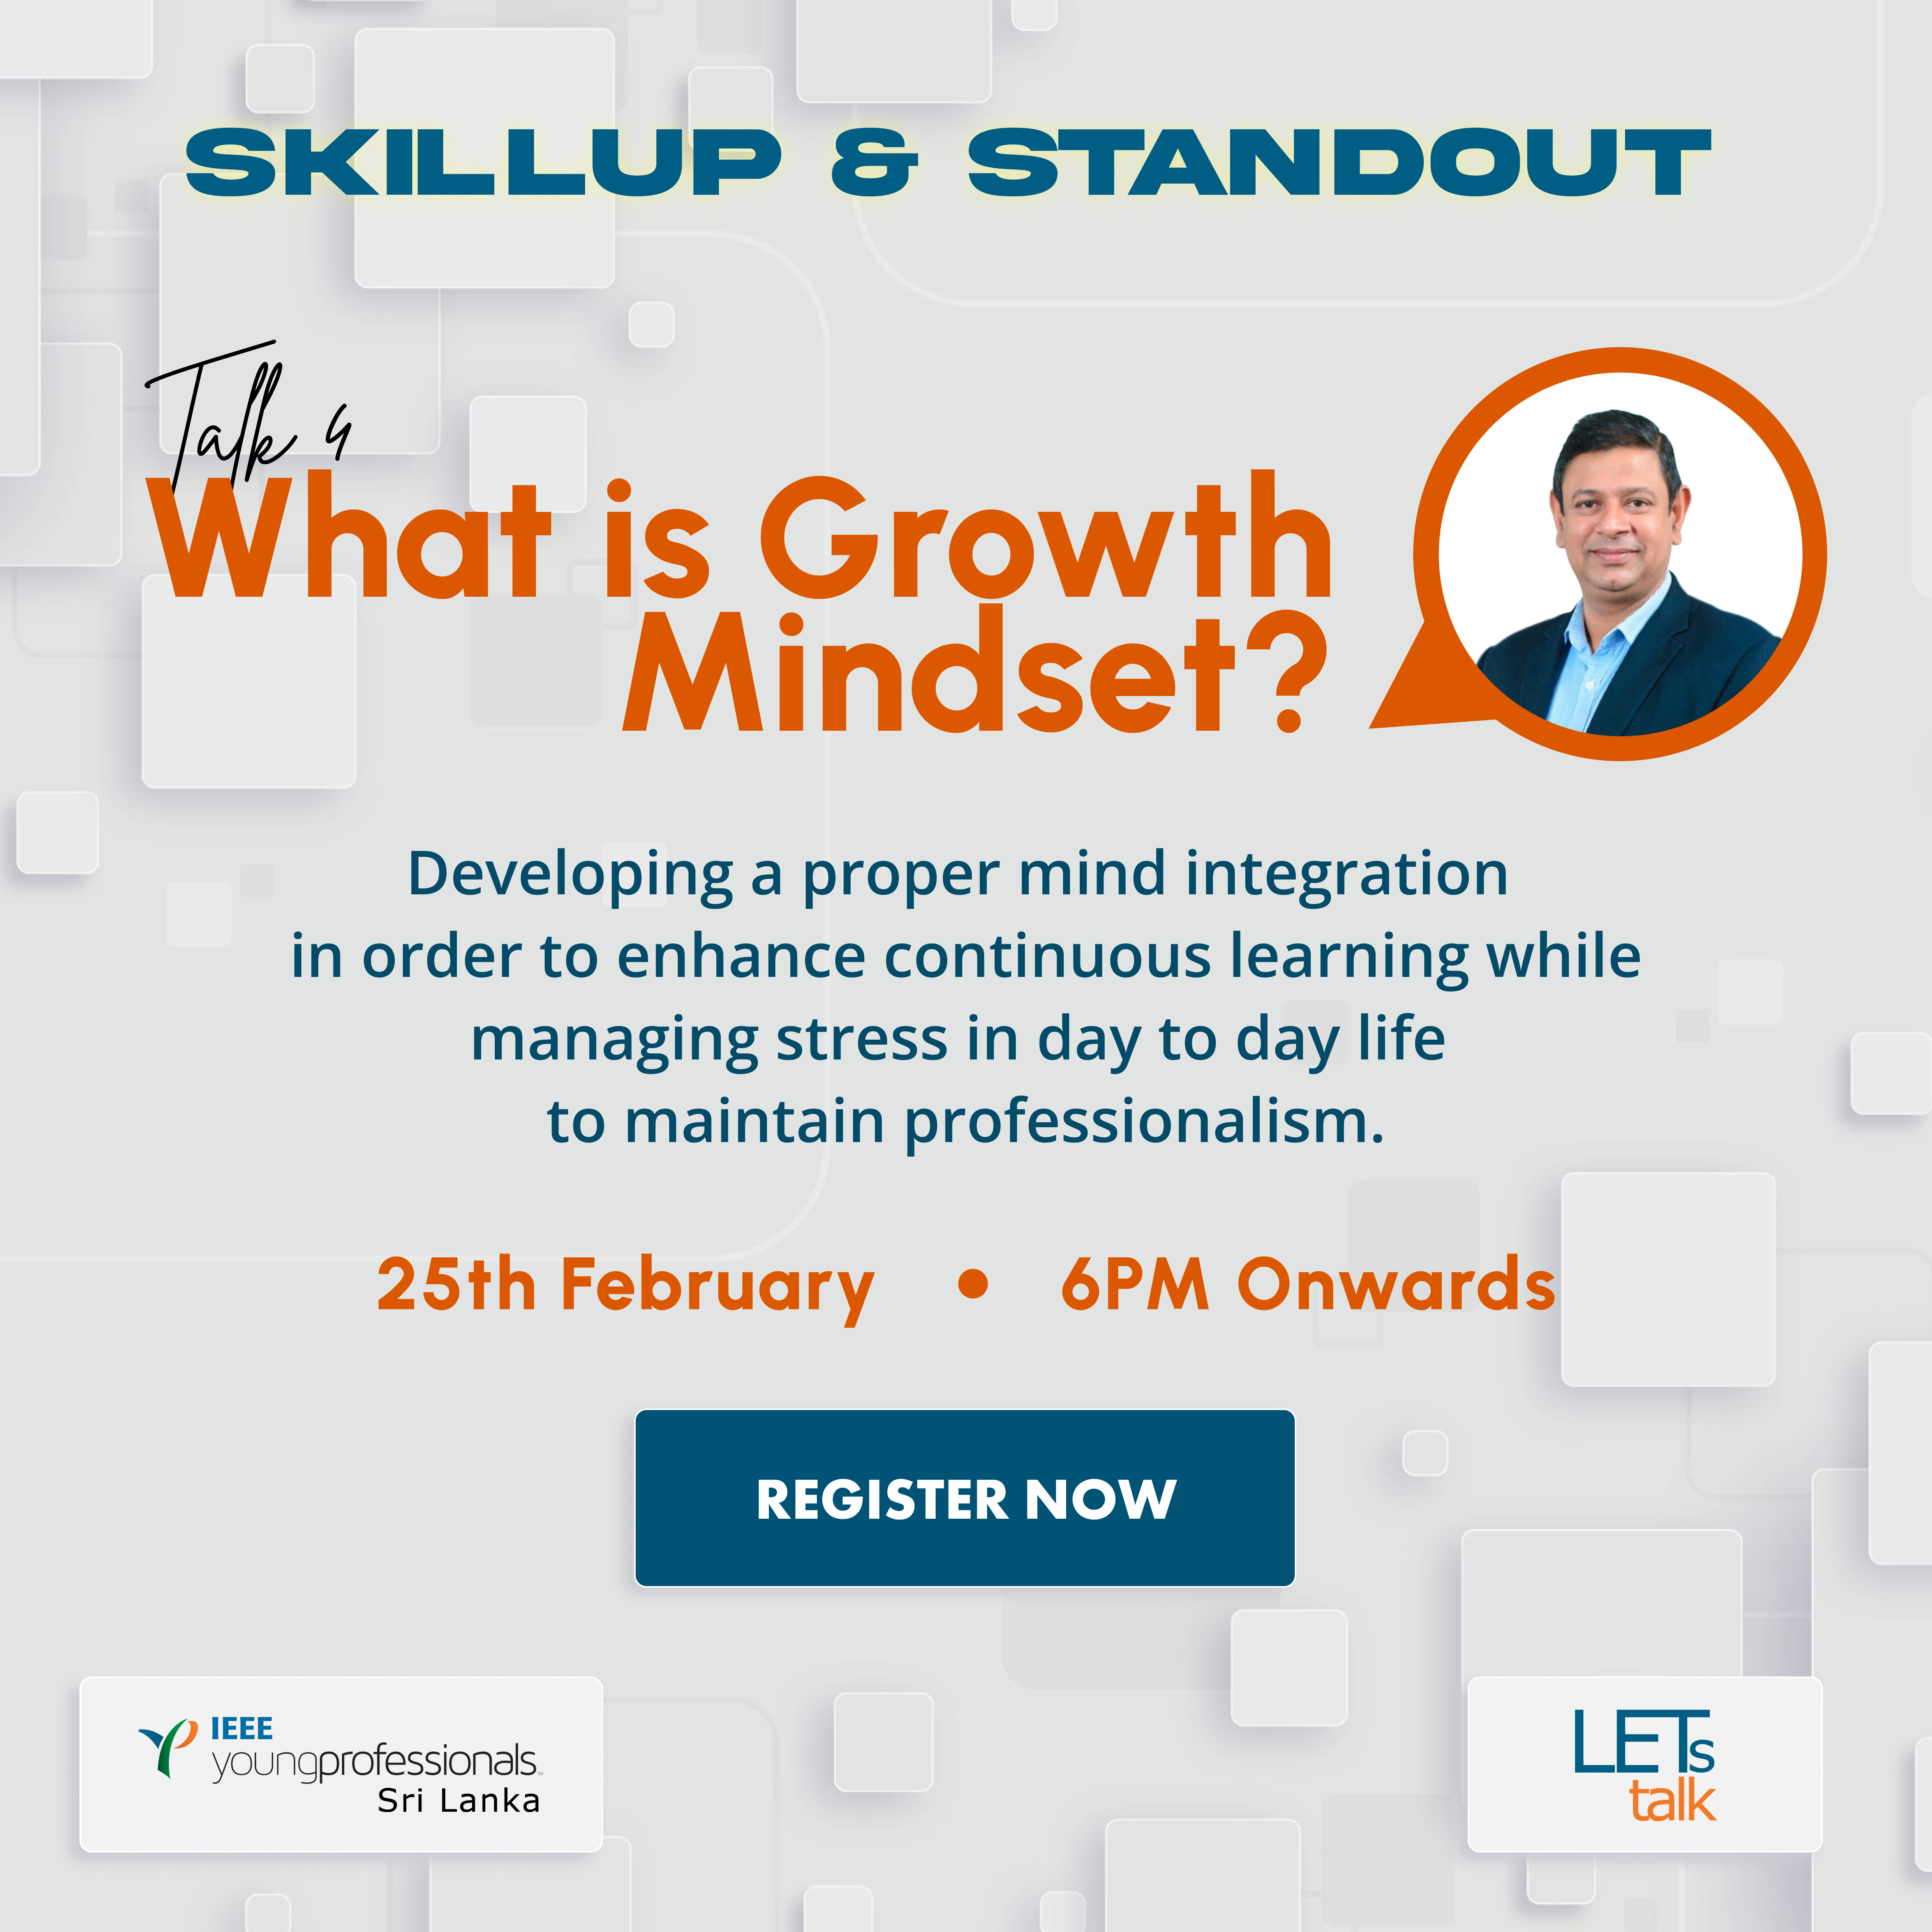 SKILLUP & STANDOUT
Talk 4
What is Growth
Mindset?
Developing a proper mind integration
in order to enhance continuous learning while
managing stress in day to day life
to maintain professionalism.
25th February • 6PM Onwards
REGISTER NOW
IEEE
youngprofessionals™
Sri Lanka
LETs
talk